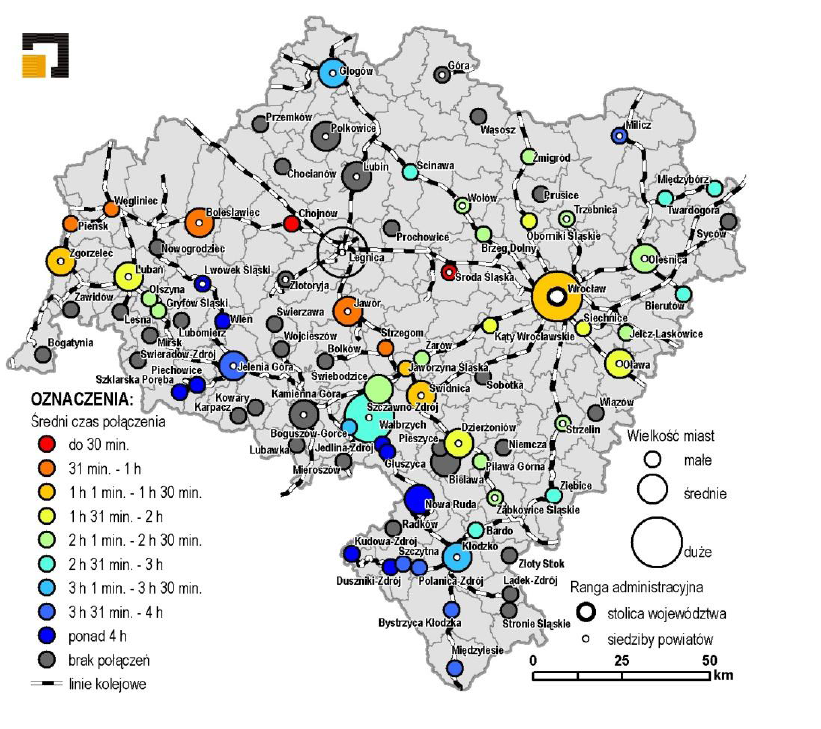 Głogów
Góra
Przemków
Polkowice
Wąsosz
Milicz
Chocianów
Lubin
Ścinawa
Żmigród
Międzybórz
Węgliniec
Bolesławiec
Chojnow
Wołów
Prusice
Trzebnica
Twardogóra
Pieńsk
Prochowice
Brzeg Dolny
Oborniki Śląskie
Syców
Zgorzelec
Nowogrodziec
Legnica
Oleśnica
Lubań
Lwówek Śląski
Złotoryja
Środa Śląska
Wrocław
Zawidów
Olszyna
Gryfów Śląski
Jawor
Bierutów
Leśna
Lubomierz
Wleń
Świerzawa
Siechnice
Mirsk
Wojcieszów
Strzegom
Kąty Wrocławskie
Jelcz-Laskowice
Bogatynia
Świeradów-Zdrój
Bolków
Żarów
Piechowice
Jelenia Góra
Jaworzyna Śląska
Oława
Szklarska Poręba
Świebodzice
Świdnica
Sobótka
Kowary
Kamienna Góra
Karpacz
Szczawno-Zdrój
Wiązów
Wałbrzych
Dzierżoniów
Strzelin
Boguszów-Gorce
Pieszyce
Niemcza
Lubawka
Jedlina-Zdrój
Głuszyca
Piława Górna
Mieroszów
Bielawa
Ziębice
Nowa Ruda
Ząbkowice Śląskie
Radków
Bardo
Kudowa-Zdrój
Szczytna
Kłodzko
Złoty Stok
Duszniki-Zdrój
Polanica-Zdrój
Lądek-Zdrój
Bystrzyca Kłodzka
Stronie Śląskie
Międzylesie
OZNACZENIA:
Średni czas połączenia
do 30 min.
31 min. - 1 h
1 h 1 min. - 1 h 30 min.
1 h 31 min. - 2 h
2 h 1 min. - 2 h 30 min.
2 h 31 min. - 3 h
3 h 1 min. - 3 h 30 min.
3 h 31 min. - 4 h
ponad 4 h
brak połączeń
linie kolejowe
Wielkość miast
małe
średnie
duże
Ranga administracyjna
stolica województwa
siedziby powiatów
0 25 50
km